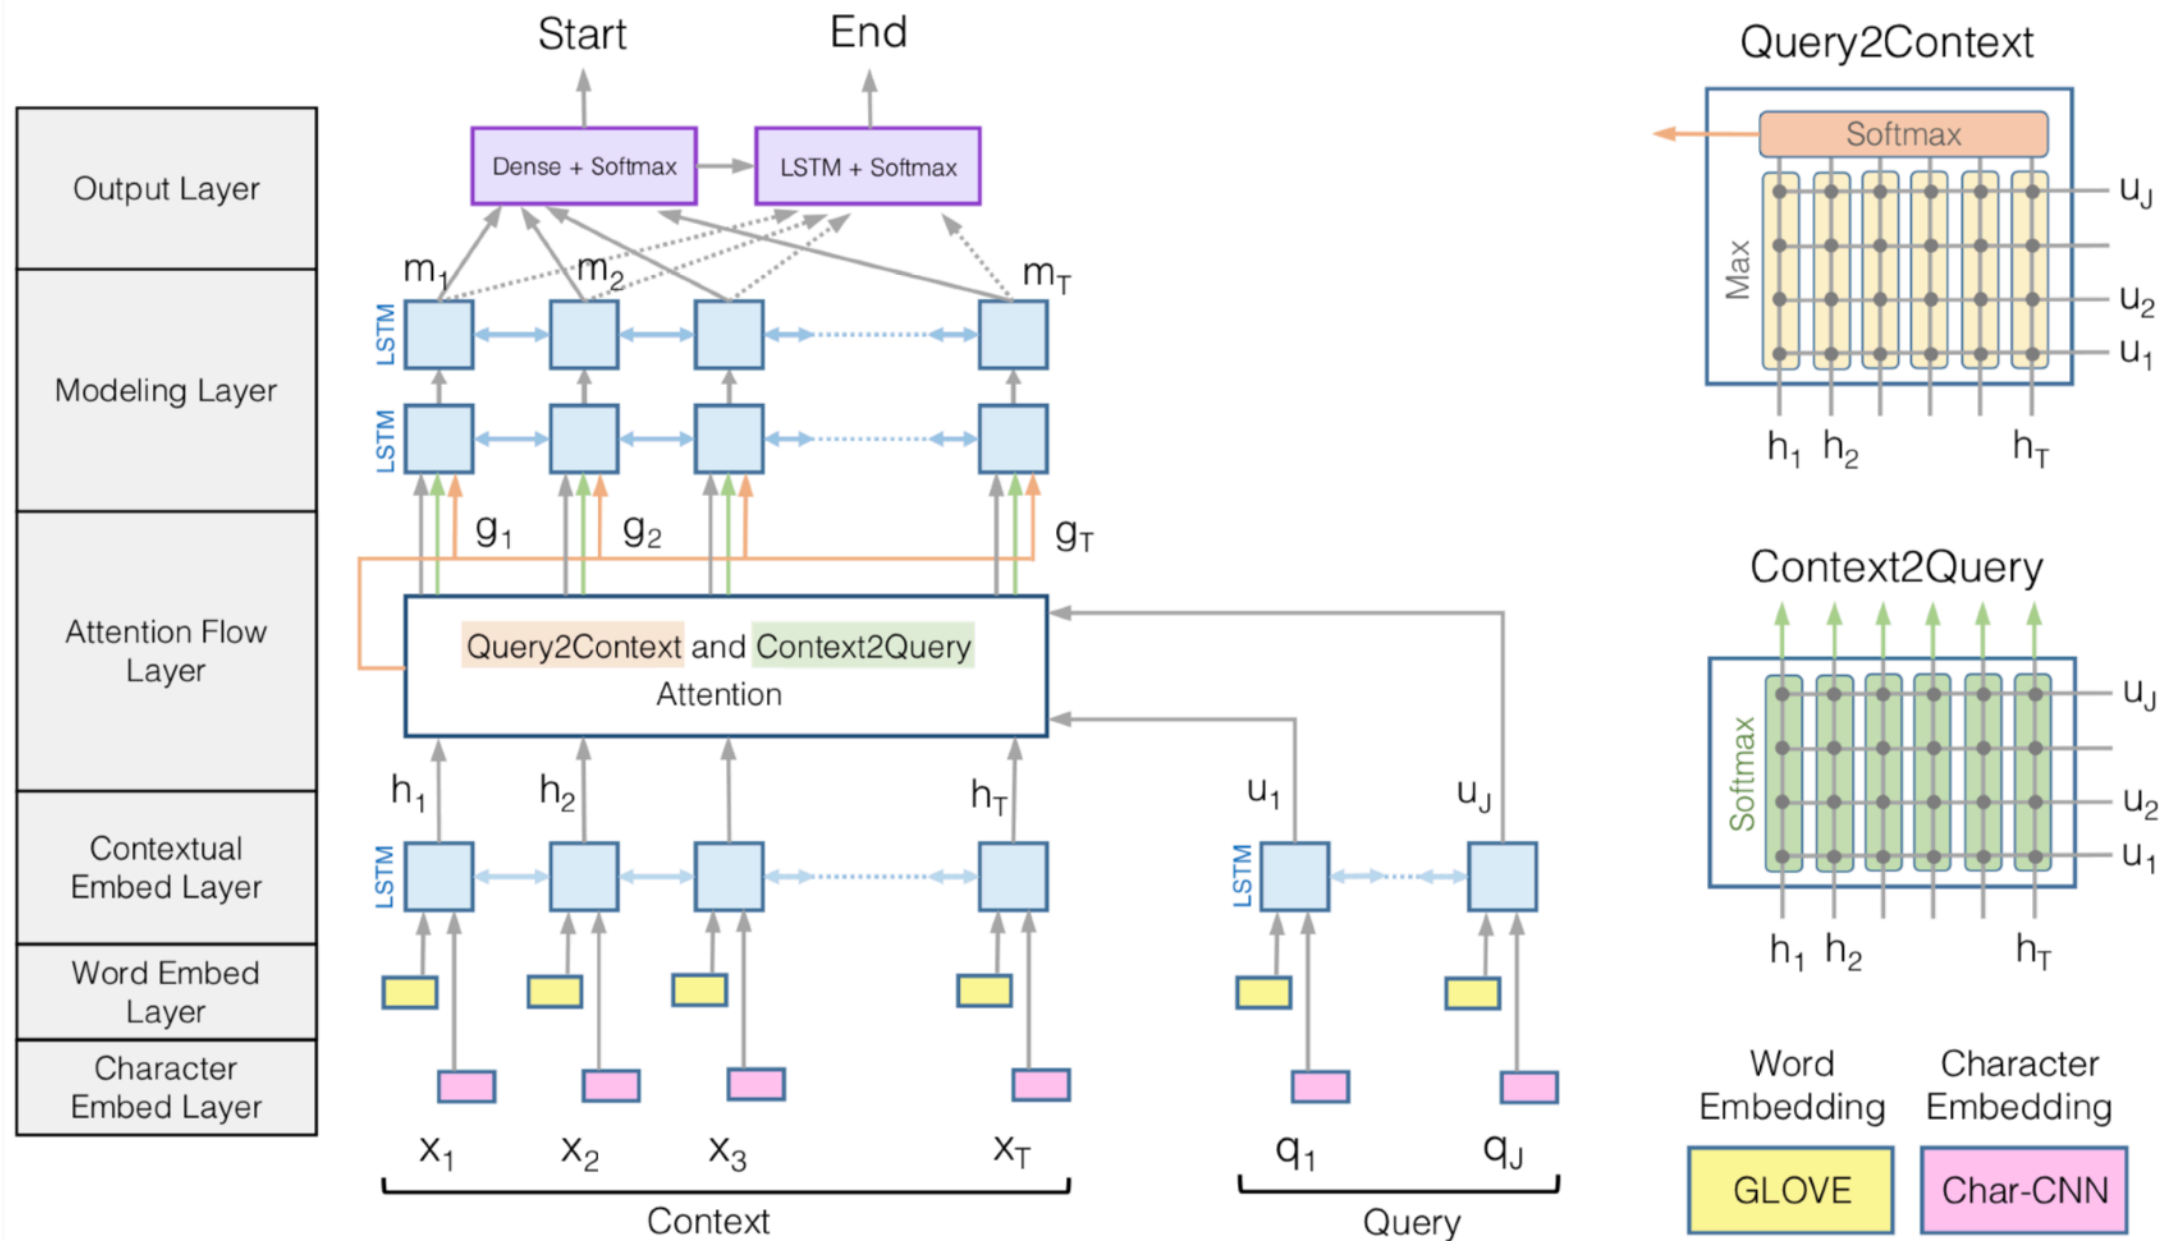 Start
End
Output Layer
Modeling Layer
Attention Flow
Layer
Contextual
Embed Layer
Word Embed
Layer
Character
Embed Layer
Dense + Softmax
LSTM + Softmax
m1
m2
mT
LSTM
LSTM
g1
g2
gT
Query2Context and Context2Query
Attention
h1
h2
hT
u1
uJ
LSTM
LSTM
x1
x2
x3
xT
q1
qJ
Context
Query
Query2Context
Softmax
Max
uJ
u2
u1
h1
h2
hT
Context2Query
Softmax
uJ
u2
u1
h1
h2
hT
Word
Embedding
GLOVE
Character
Embedding
Char-CNN